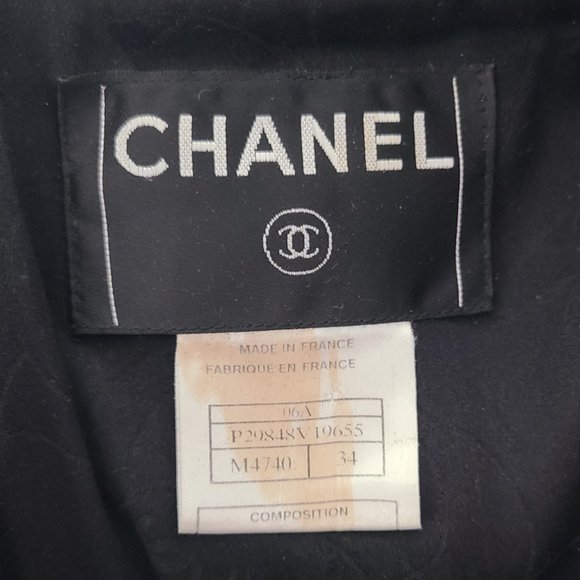 CHANEL
MADE IN FRANCE
FABRIQUE EN FRANCE
06A
P29848V19655
M4740 34
COMPOSITION